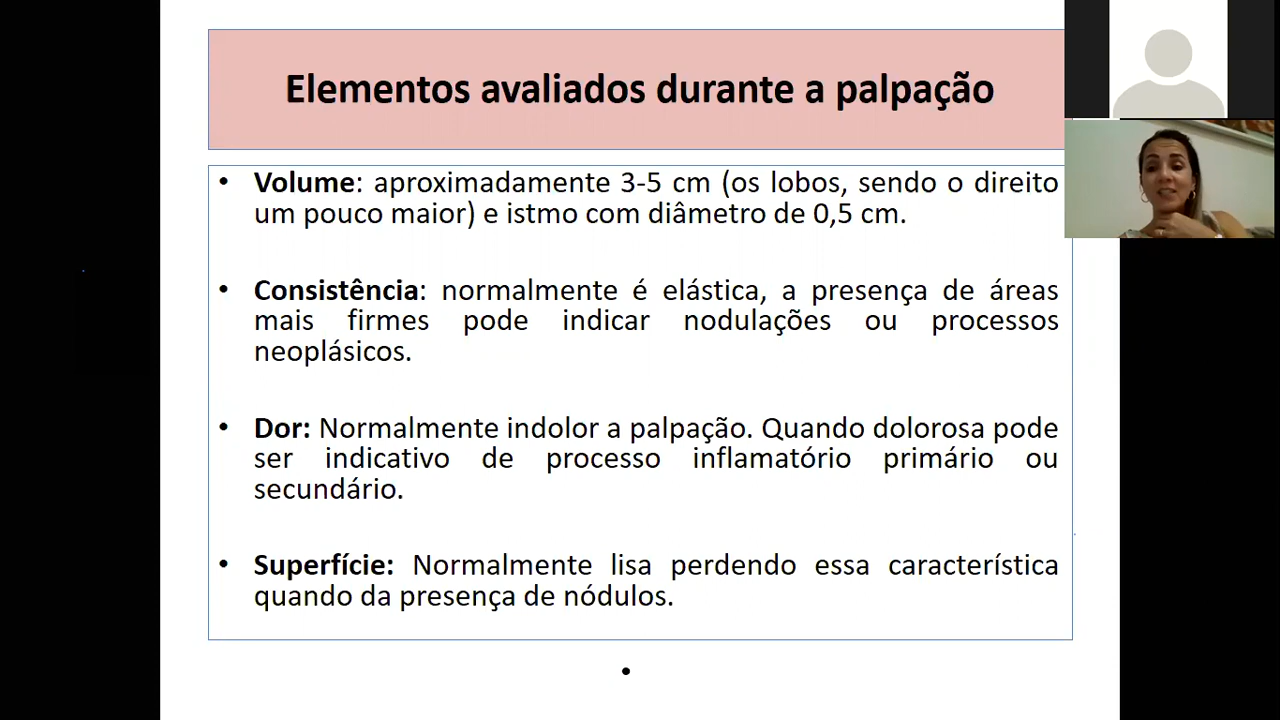 Elementos avaliados durante a palpação
• Volume: aproximadamente 3-5 cm (os lobos, sendo o direito
um pouco maior) e istmo com diâmetro de 0,5 cm.
• Consistência: normalmente é elástica, a presença de áreas
mais firmes pode indicar nodulações ou processos
neoplásicos.
• Dor: Normalmente indolor a palpação. Quando dolorosa pode
ser indicativo de processo inflamatório primário ou
secundário.
• Superfície: Normalmente lisa perdendo essa característica
quando da presença de nódulos.
•